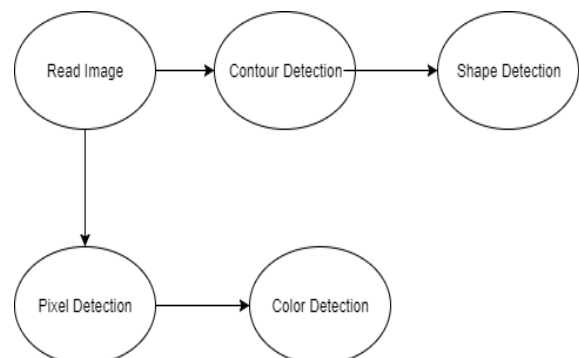 Read Image
Contour Detection
Shape Detection
Pixel Detection
Color Detection